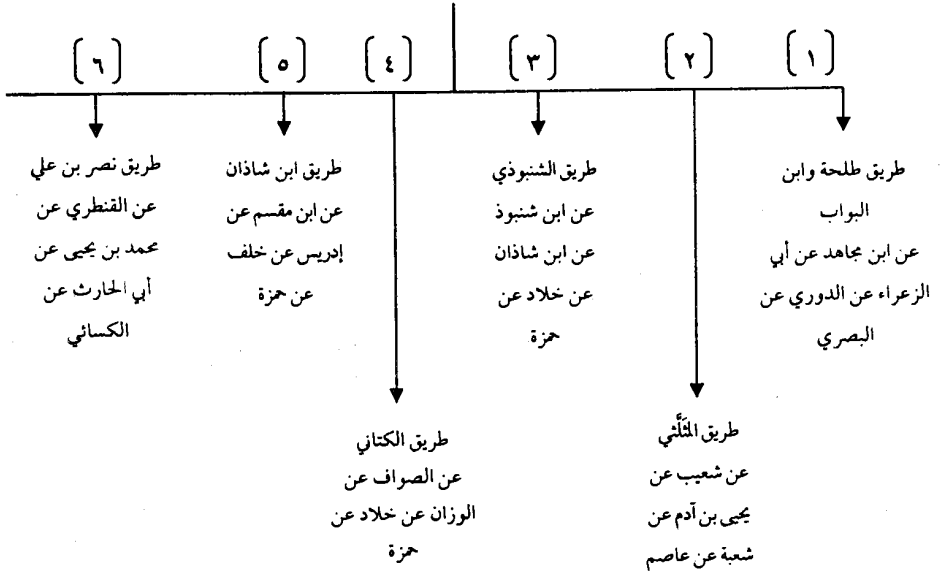 [١]
طريق طلحة وابن
البواب
عن ابن مجاهد عن أبي
الزعراء عن الدوري عن
البصري
[٢]
طريق المثَلَّثي
عن شعيب عن
يحيى بن آدم عن
شعبة عن عاصم
[٣]
طريق الشنبوذي
عن ابن شنبوذ
عن ابن شاذان
عن خلاد عن
حمزة
[٤]
طريق الكتاني
عن الصواف عن
الوزان عن خلاد عن
حمزة
[٥]
طريق ابن شاذان
عن ابن مقسم عن
إدريس عن خلف
عن حمزة
[٦]
طريق نصر بن علي
عن القنطري عن
محمد بن يحيى عن
أبي الحارث عن
الكسائي